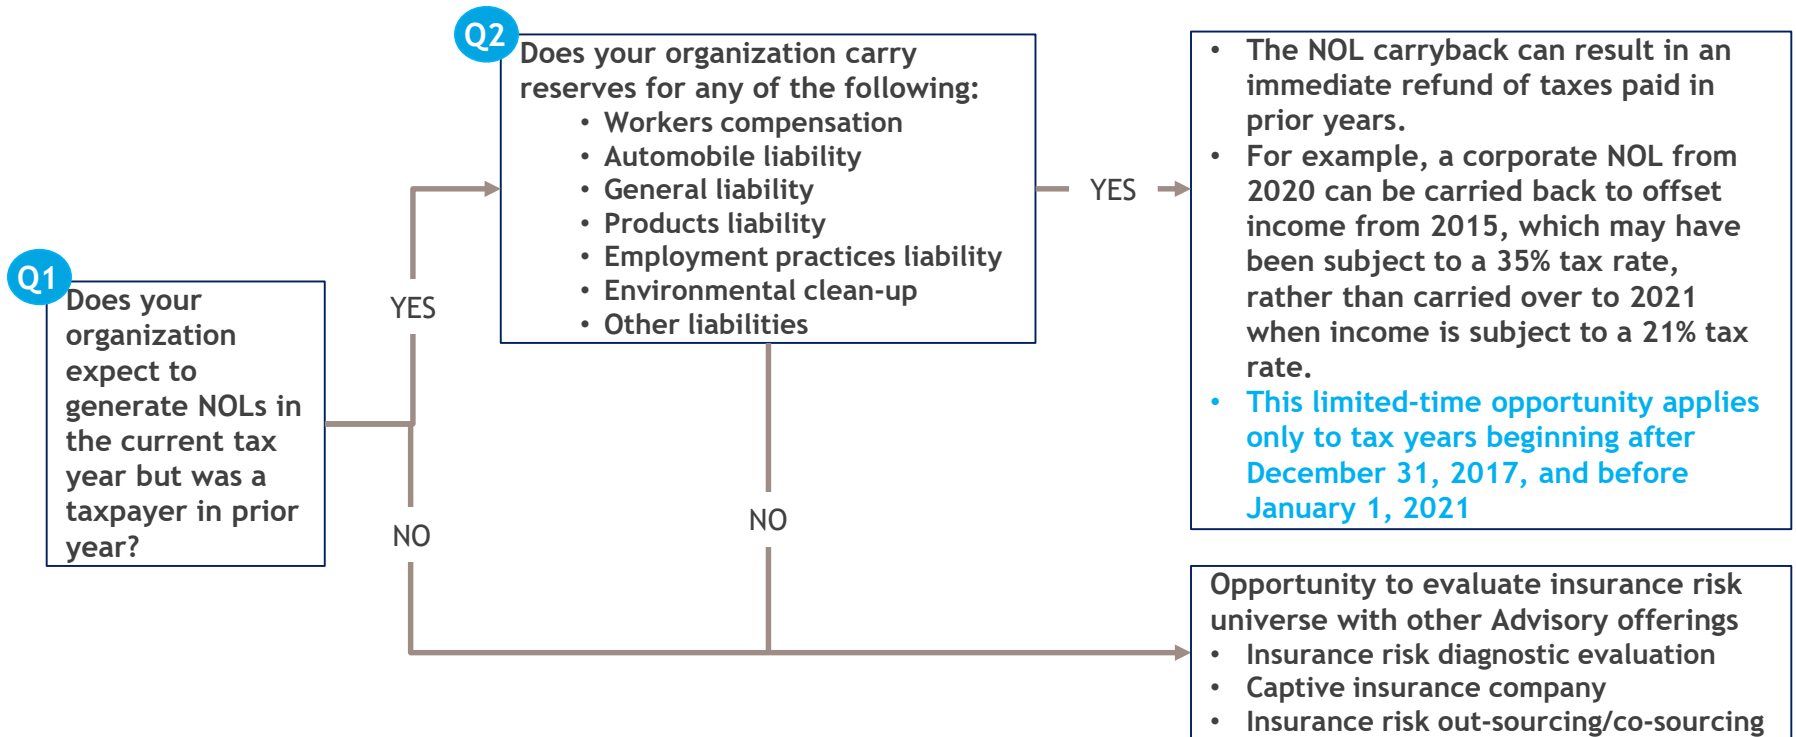 Q1
Does your
organization
expect to
generate NOLs in
the current tax
year but was a
taxpayer in prior
year?
YES
NO
Q2
Does your organization carry
reserves for any of the following:
• Workers compensation
• Automobile liability
• General liability
• Products liability
• Employment practices liability
• Environmental clean-up
• Other liabilities
YES
NO
• The NOL carryback can result in an
immediate refund of taxes paid in
prior years.
• For example, a corporate NOL from
2020 can be carried back to offset
income from 2015, which may have
been subject to a 35% tax rate,
rather than carried over to 2021
when income is subject to a 21% tax
rate.
• This limited-time opportunity applies
only to tax years beginning after
December 31, 2017, and before
January 1, 2021
Opportunity to evaluate insurance risk
universe with other Advisory offerings
• Insurance risk diagnostic evaluation
• Captive insurance company
• Insurance risk out-sourcing/co-sourcing